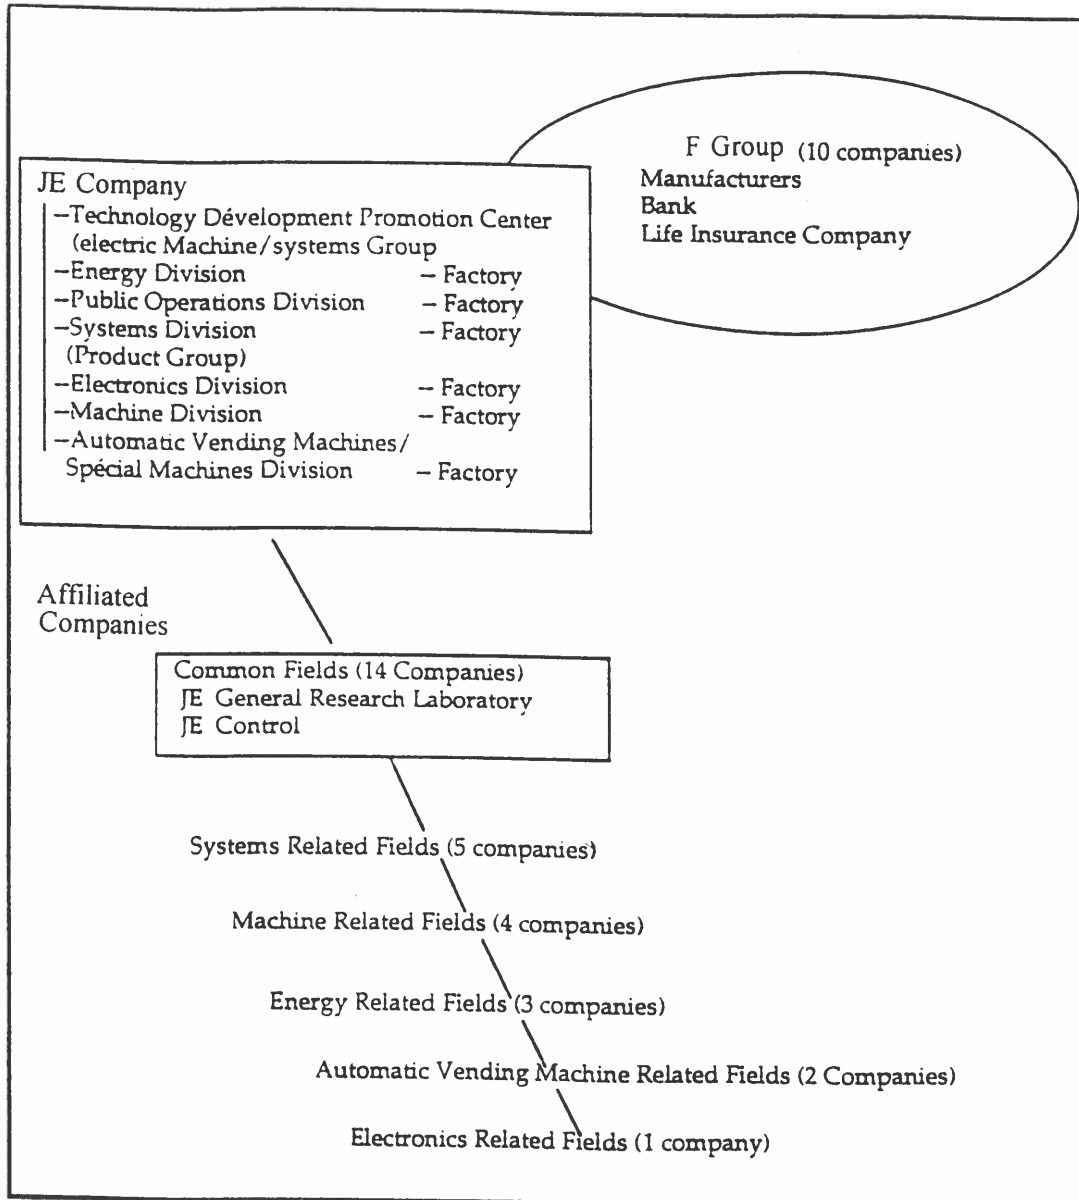 F Group (10 companies)
Manufacturers
Bank
Life Insurance Company
JE Company
–Technology Dévelopment Promotion Center
(electric Machine/systems Group
–Energy Division – Factory
–Public Operations Division – Factory
–Systems Division – Factory
(Product Group)
–Electronics Division – Factory
–Machine Division – Factory
–Automatic Vending Machines/
Spécial Machines Division – Factory
Affiliated
Companies
Common Fields (14 Companies)
JE General Research Laboratory
JE Control
Systems Related Fields (5 companies)
Machine Related Fields (4 companies)
Energy Related Fields (3 companies)
Automatic Vending Machine Related Fields (2 Companies)
Electronics Related Fields (1 company)